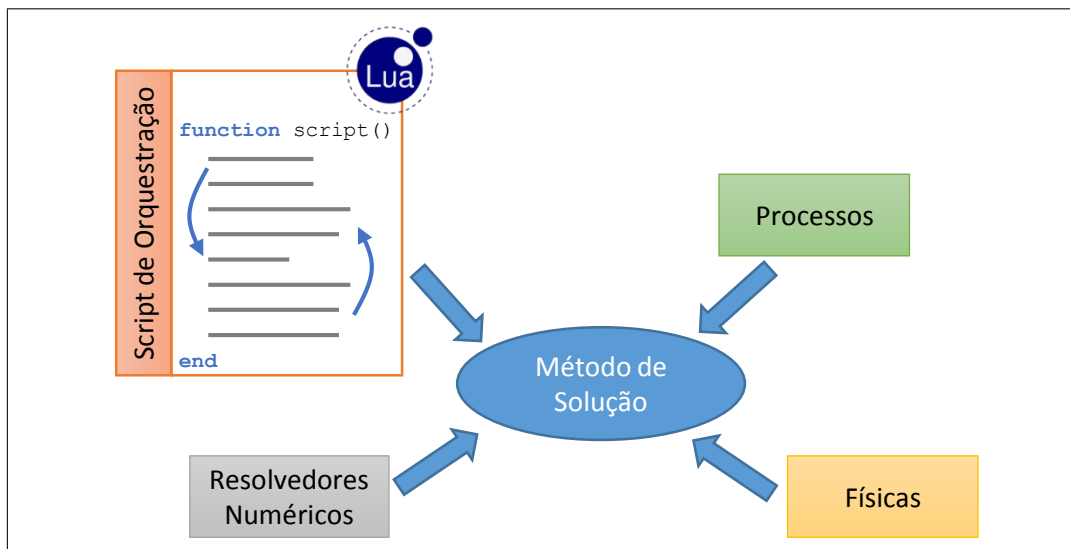 Lua
Script de Orquestração
function script()
end
Processos
Método de
Solução
Resolvedores
Numéricos
Físicas